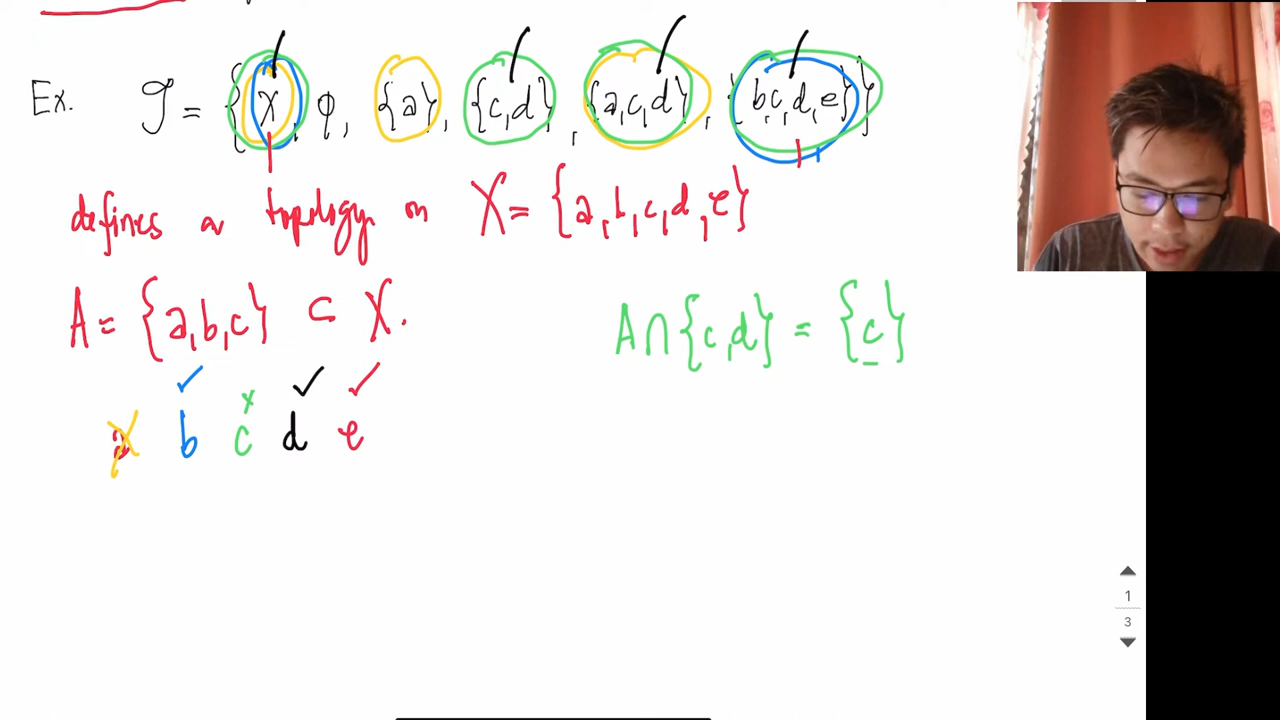 Ex. 𝒯 = {X, φ, {a}, {c,d}, {a,c,d}, {b,c,d,e}}
defines a topology on X = {a,b,c,d,e}
A = {a,b,c} ⊂ X.
A∩{c,d} = {c}
✓ × ✓ ✓
a b c d e
1
3